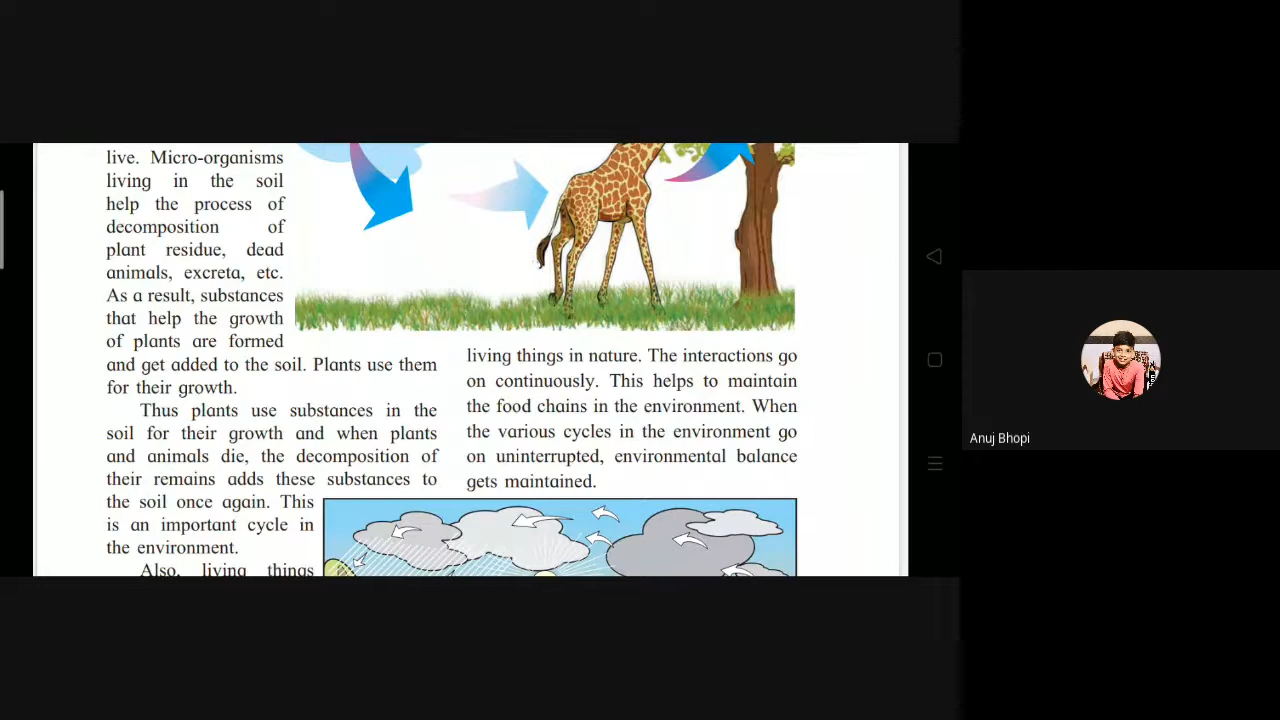 live. Micro-organisms
living in the soil
help the process of
decomposition of
plant residue, dead
animals, excreta, etc.
As a result, substances
that help the growth
of plants are formed
and get added to the soil. Plants use them
for their growth.
Thus plants use substances in the
soil for their growth and when plants
and animals die, the decomposition of
their remains adds these substances to
the soil once again. This
is an important cycle in
the environment.
Also, living things
living things in nature. The interactions go
on continuously. This helps to maintain
the food chains in the environment. When
the various cycles in the environment go
on uninterrupted, environmental balance
gets maintained.
Anuj Bhopi